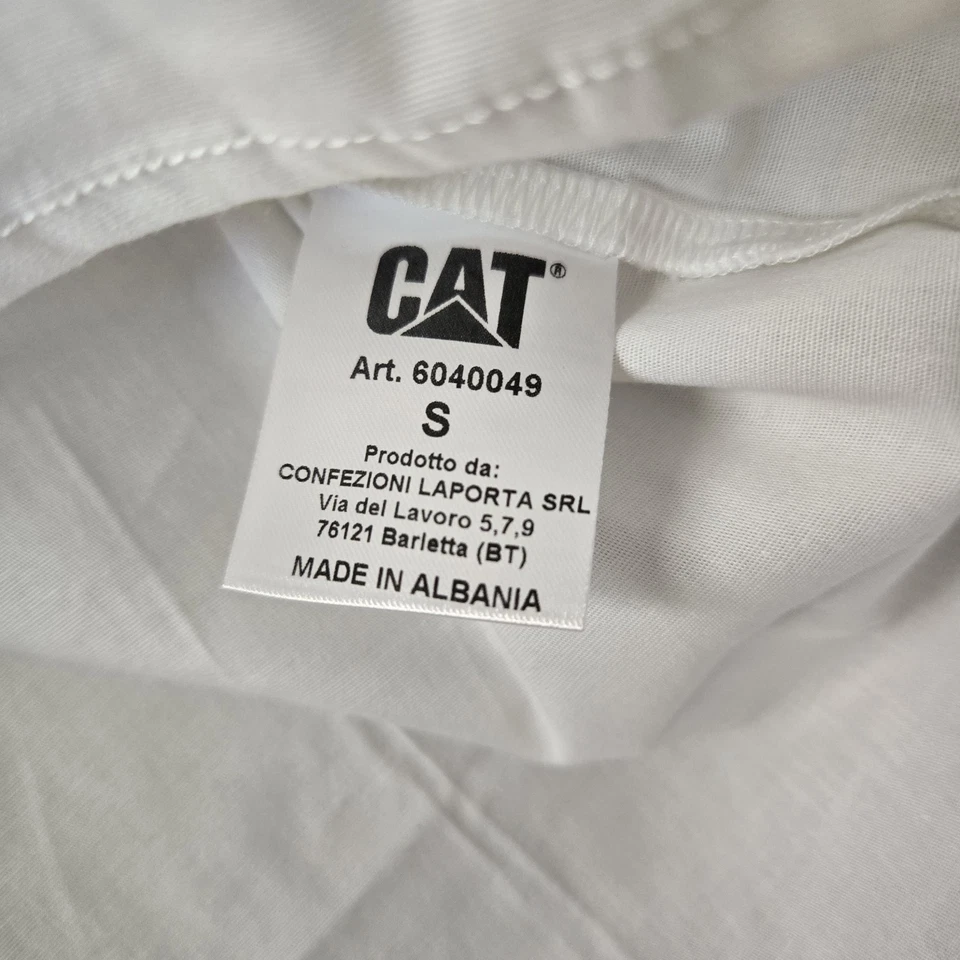 CAT®
Art. 6040049
S
Prodotto da:
CONFEZIONI LAPORTA SRL
Via del Lavoro 5,7,9
76121 Barletta (BT)
MADE IN ALBANIA